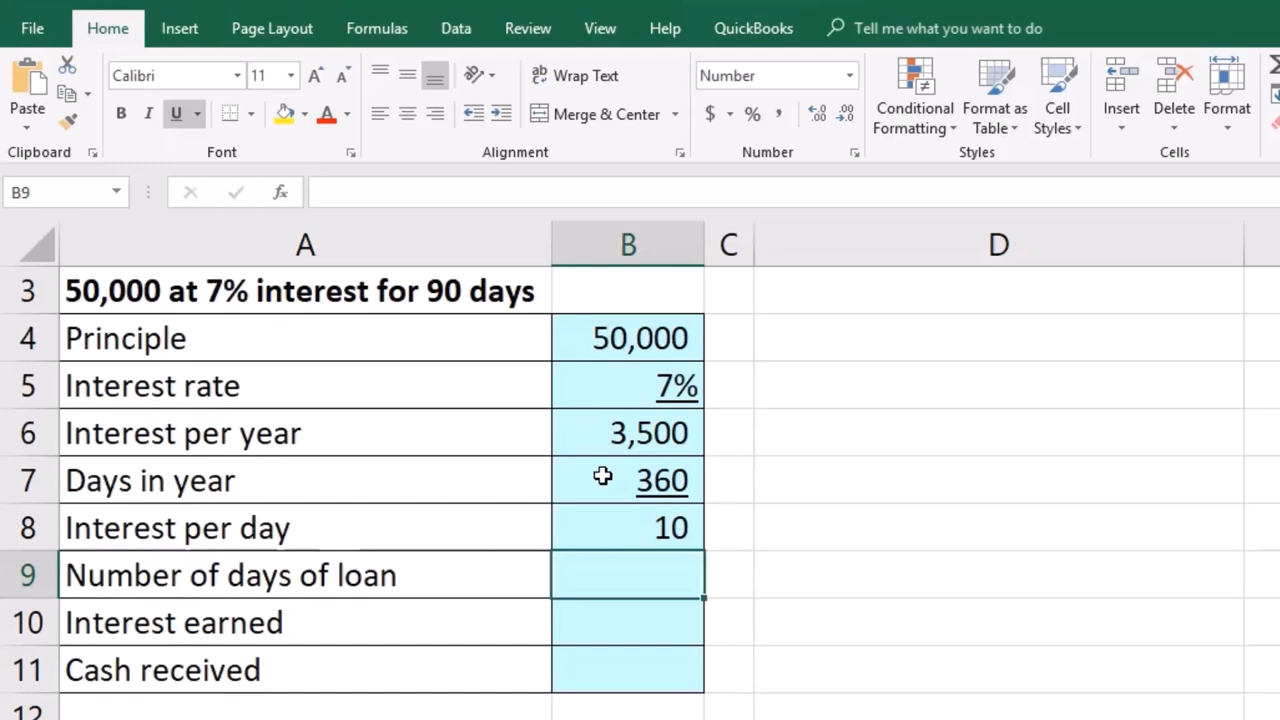 File Home Insert Page Layout Formulas Data Review View Help QuickBooks Tell me what you want to do
Calibri 11 A A ab Wrap Text Number
Paste B I U A Merge & Center $ % , Conditional Formatting Format as Table Cell Styles Insert Delete Format
Clipboard Font Alignment Number Styles Cells
B9 fx
A B C D
3 50,000 at 7% interest for 90 days
4 Principle 50,000
5 Interest rate 7%
6 Interest per year 3,500
7 Days in year 360
8 Interest per day 10
9 Number of days of loan
10 Interest earned
11 Cash received
12